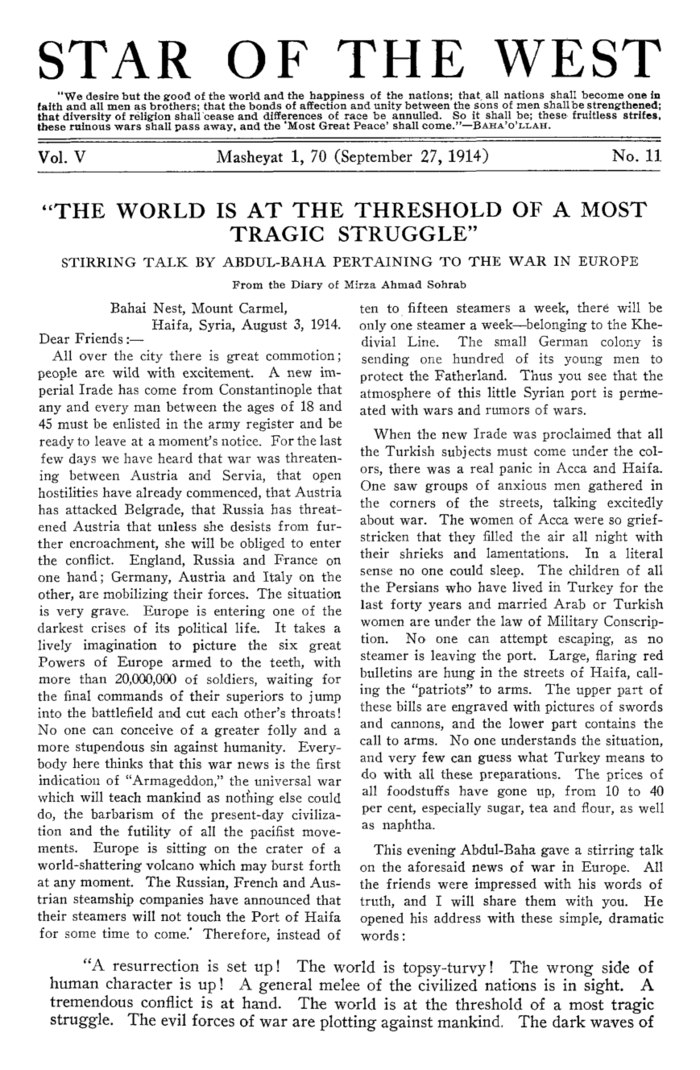 STAR OF THE WEST
"We desire but the good of the world and the happiness of the nations; that all nations shall become one in
faith and all men as brothers; that the bonds of affection and unity between the sons of men shall be strengthened;
that diversity of religion shall cease and differences of race be annulled. So it shall be; these fruitless strifes,
these ruinous wars shall pass away, and the 'Most Great Peace' shall come."—BAHA'O'LLAH.
Vol. V Masheyat 1, 70 (September 27, 1914) No. 11
"THE WORLD IS AT THE THRESHOLD OF A MOST
TRAGIC STRUGGLE"
STIRRING TALK BY ABDUL-BAHA PERTAINING TO THE WAR IN EUROPE
From the Diary of Mirza Ahmad Sohrab
Bahai Nest, Mount Carmel,
Haifa, Syria, August 3, 1914.
Dear Friends:—
All over the city there is great commotion;
people are wild with excitement. A new im-
perial Irade has come from Constantinople that
any and every man between the ages of 18 and
45 must be enlisted in the army register and be
ready to leave at a moment's notice. For the last
few days we have heard that war was threaten-
ing between Austria and Servia, that open
hostilities have already commenced, that Austria
has attacked Belgrade, that Russia has threat-
ened Austria that unless she desists from fur-
ther encroachment, she will be obliged to enter
the conflict. England, Russia and France on
one hand; Germany, Austria and Italy on the
other, are mobilizing their forces. The situation
is very grave. Europe is entering one of the
darkest crises of its political life. It takes a
lively imagination to picture the six great
Powers of Europe armed to the teeth, with
more than 20,000,000 of soldiers, waiting for
the final commands of their superiors to jump
into the battlefield and cut each other's throats!
No one can conceive of a greater folly and a
more stupendous sin against humanity. Every-
body here thinks that this war news is the first
indication of "Armageddon," the universal war
which will teach mankind as nothing else could
do, the barbarism of the present-day civiliza-
tion and the futility of all the pacifist move-
ments. Europe is sitting on the crater of a
world-shattering volcano which may burst forth
at any moment. The Russian, French and Aus-
trian steamship companies have announced that
their steamers will not touch the Port of Haifa
for some time to come. Therefore, instead of
ten to fifteen steamers a week, there will be
only one steamer a week—belonging to the Khe-
divial Line. The small German colony is
sending one hundred of its young men to
protect the Fatherland. Thus you see that the
atmosphere of this little Syrian port is perme-
ated with wars and rumors of wars.
When the new Irade was proclaimed that all
the Turkish subjects must come under the col-
ors, there was a real panic in Acca and Haifa.
One saw groups of anxious men gathered in
the corners of the streets, talking excitedly
about war. The women of Acca were so grief-
stricken that they filled the air all night with
their shrieks and lamentations. In a literal
sense no one could sleep. The children of all
the Persians who have lived in Turkey for the
last forty years and married Arab or Turkish
women are under the law of Military Conscrip-
tion. No one can attempt escaping, as no
steamer is leaving the port. Large, flaring red
bulletins are hung in the streets of Haifa, call-
ing the "patriots" to arms. The upper part of
these bills are engraved with pictures of swords
and cannons, and the lower part contains the
call to arms. No one understands the situation,
and very few can guess what Turkey means to
do with all these preparations. The prices of
all foodstuffs have gone up, from 10 to 40
per cent, especially sugar, tea and flour, as well
as naphtha.
This evening Abdul-Baha gave a stirring talk
on the aforesaid news of war in Europe. All
the friends were impressed with his words of
truth, and I will share them with you. He
opened his address with these simple, dramatic
words:
"A resurrection is set up! The world is topsy-turvy! The wrong side of
human character is up! A general melee of the civilized nations is in sight. A
tremendous conflict is at hand. The world is at the threshold of a most tragic
struggle. The evil forces of war are plotting against mankind. The dark waves of